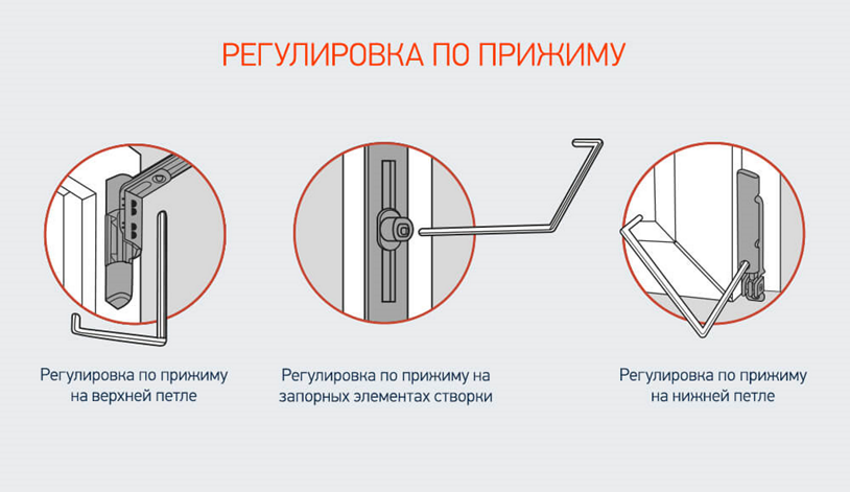 РЕГУЛИРОВКА ПО ПРИЖИМУ
Регулировка по прижиму
на верхней петле
Регулировка по прижиму на
запорных элементах створки
Регулировка по прижиму
на нижней петле